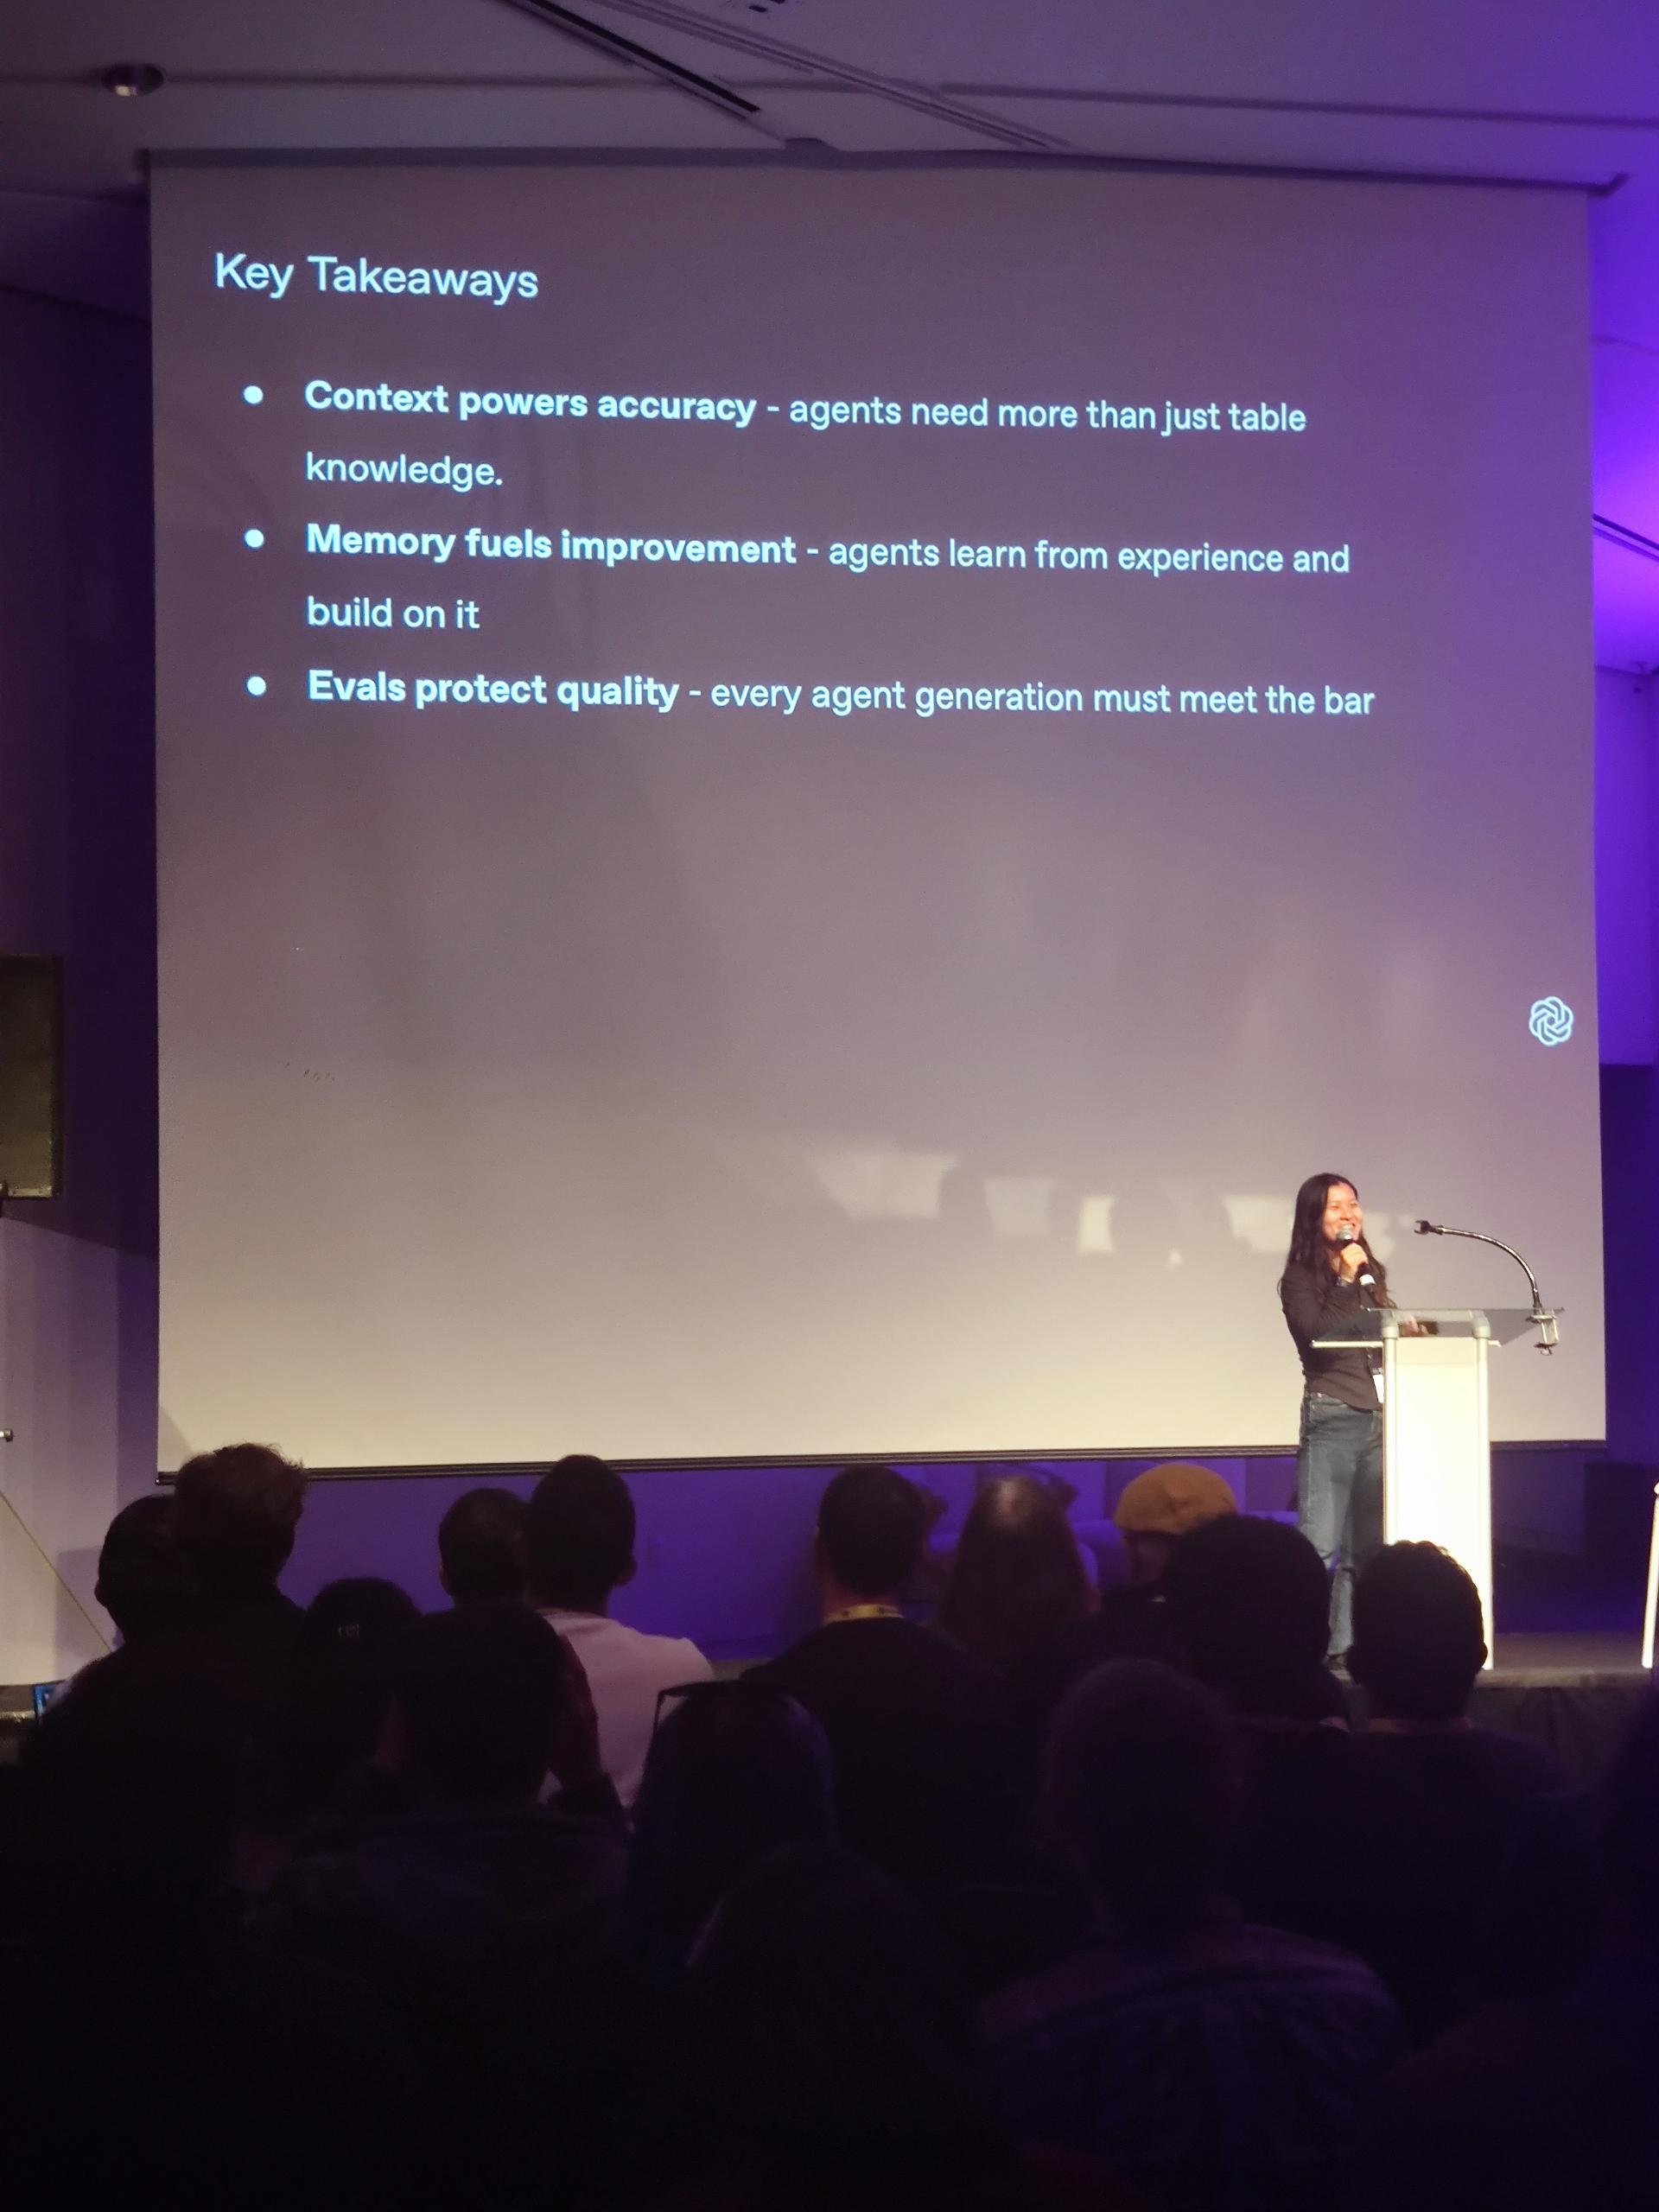 Key Takeaways
● Context powers accuracy - agents need more than just table
knowledge.
● Memory fuels improvement - agents learn from experience and
build on it
● Evals protect quality - every agent generation must meet the bar